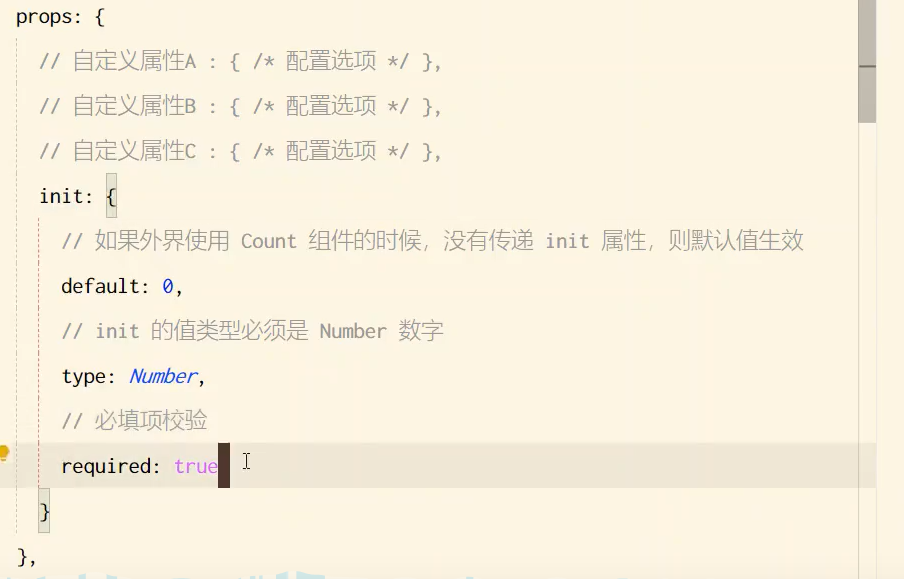 props: {
// 自定义属性A : { /* 配置选项 */ },
// 自定义属性B : { /* 配置选项 */ },
// 自定义属性C : { /* 配置选项 */ },
init: {
// 如果外界使用 Count 组件的时候，没有传递 init 属性，则默认值生效
default: 0,
// init 的值类型必须是 Number 数字
type: Number,
// 必填项校验
required: true
}
},